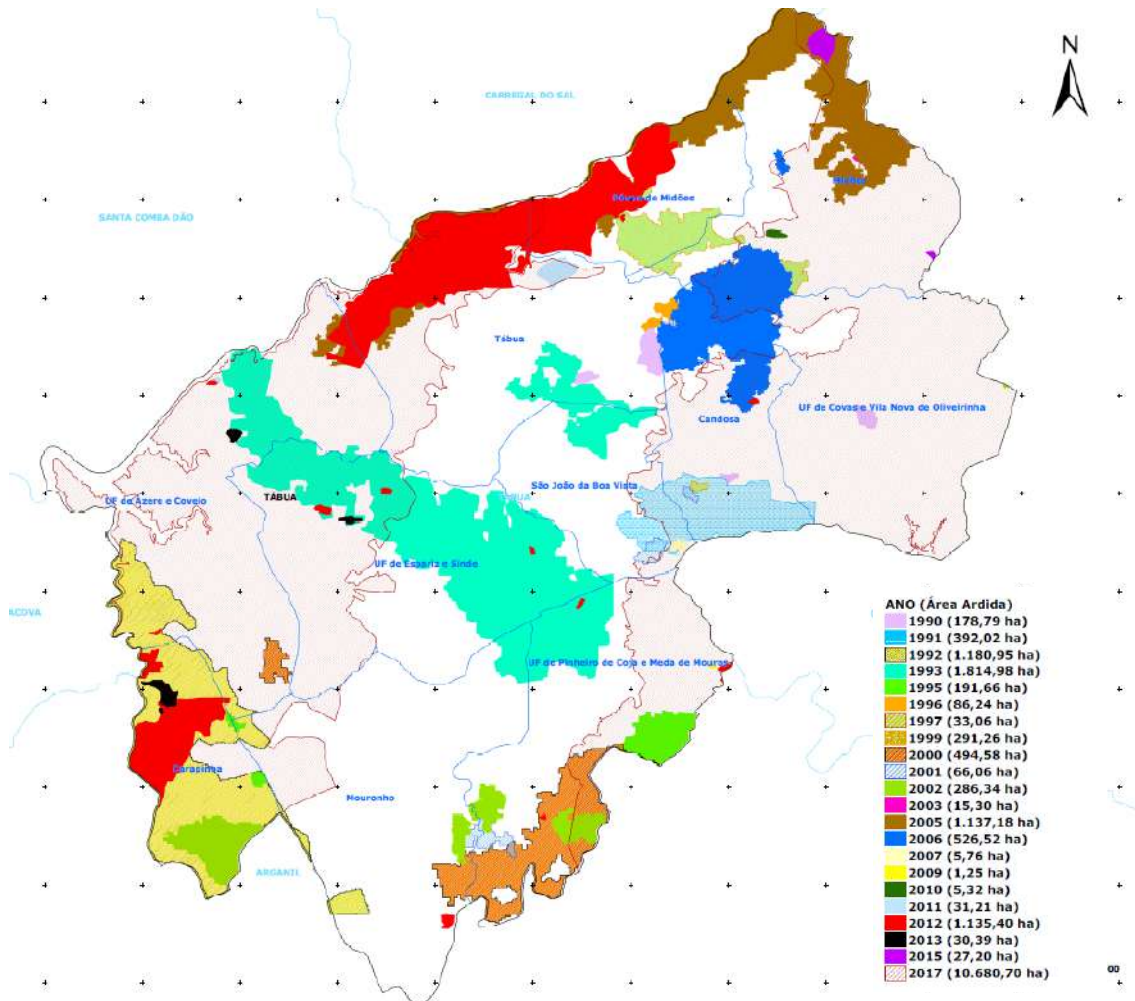 N
CARREGAL DO SAL
Midões
Póvoa de Midões
SANTA COMBA DÃO
Tábua
Candosa
UF de Covas e Vila Nova de Oliveirinha
UF de Azere e Covelo
TÁBUA
São João da Boa Vista
UF de Espariz e Sinde
ACOVA
UF de Pinheiro de Coja e Meda de Mouros
Carapinha
Mouronho
ARGANIL
ANO (Área Ardida)
1990 (178,79 ha)
1991 (392,02 ha)
1992 (1.180,95 ha)
1993 (1.814,98 ha)
1995 (191,66 ha)
1996 (86,24 ha)
1997 (33,06 ha)
1999 (291,26 ha)
2000 (494,58 ha)
2001 (66,06 ha)
2002 (286,34 ha)
2003 (15,30 ha)
2005 (1.137,18 ha)
2006 (526,52 ha)
2007 (5,76 ha)
2009 (1,25 ha)
2010 (5,32 ha)
2011 (31,21 ha)
2012 (1.135,40 ha)
2013 (30,39 ha)
2015 (27,20 ha)
2017 (10.680,70 ha)
00